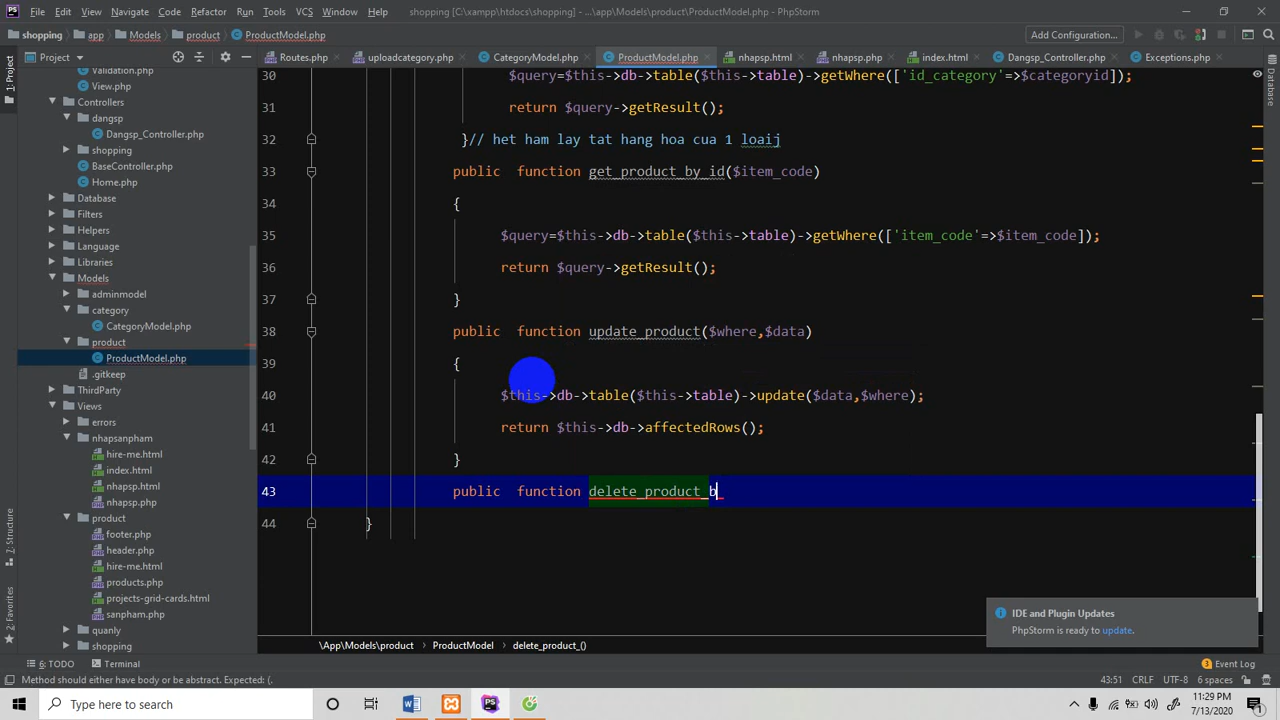 File Edit View Navigate Code Refactor Run Tools VCS Window Help shopping [C:\xampp\htdocs\shopping] ...\app\Models\product\ProductModel.php - PhpStorm
shopping app Models product ProductModel.php Add Configuration...
Project Routes.php uploadcategory.php CategoryModel.php ProductModel.php nhapsp.html nhapsp.php index.html Dangsp_Controller.php Exceptions.php
1: Project
7: Structure
2: Favorites
Database
Validation.php
View.php
Controllers
dangsp
Dangsp_Controller.php
shopping
BaseController.php
Home.php
Database
Filters
Helpers
Language
Libraries
Models
adminmodel
category
CategoryModel.php
product
ProductModel.php
.gitkeep
ThirdParty
Views
errors
nhapsanpham
hire-me.html
index.html
nhapsp.html
nhapsp.php
product
footer.php
header.php
hire-me.html
products.php
projects-grid-cards.html
sanpham.php
quanly
shopping
30 $query=$this->db->table($this->table)->getWhere(['id_category'=>$categoryid]);
31 return $query->getResult();
32 }// het ham lay tat hang hoa cua 1 loaij
33 public function get_product_by_id($item_code)
34 {
35 $query=$this->db->table($this->table)->getWhere(['item_code'=>$item_code]);
36 return $query->getResult();
37 }
38 public function update_product($where,$data)
39 {
40 $this->db->table($this->table)->update($data,$where);
41 return $this->db->affectedRows();
42 }
43 public function delete_product_b
44 }
IDE and Plugin Updates
PhpStorm is ready to update.
\App\Models\product ProductModel delete_product_()
6: TODO Terminal 3 Event Log
Method should either have body or be abstract. Expected: (. 43:51 CRLF UTF-8 6 spaces
Type here to search
11:29 PM
7/13/2020